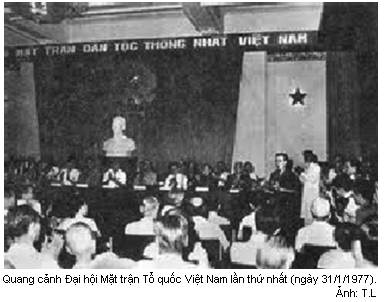 MẶT TRẬN DÂN TỘC THỐNG NHẤT VIỆT NAM
Quang cảnh Đại hội Mặt trận Tổ quốc Việt Nam lần thứ nhất (ngày 31/1/1977).
Ảnh: T.L